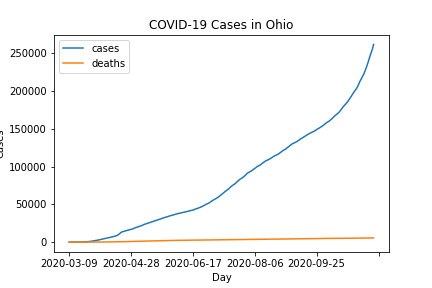 COVID-19 Cases in Ohio
cases
deaths
250000
200000
150000
100000
50000
0
cases
2020-03-09 2020-04-28 2020-06-17 2020-08-06 2020-09-25
Day